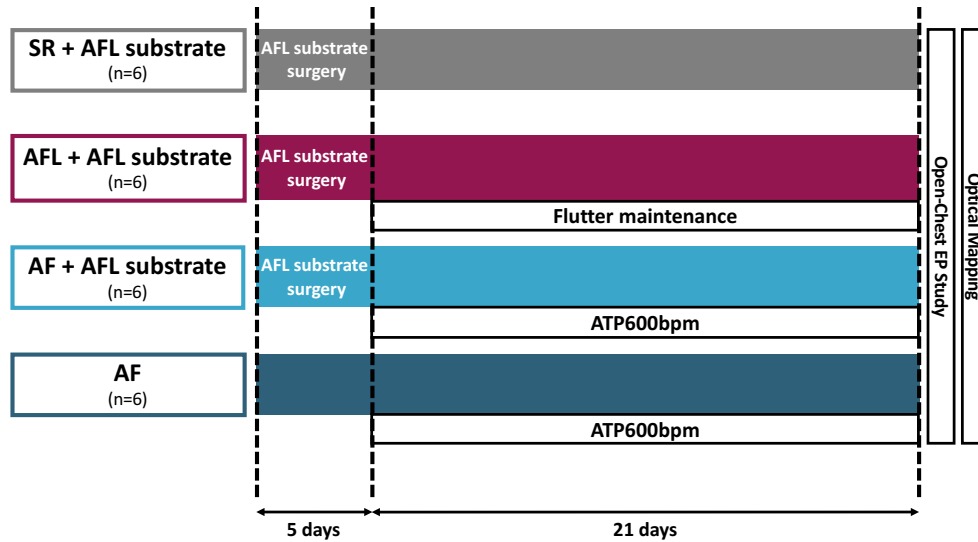 SR + AFL substrate
(n=6)
AFL substrate
surgery
AFL + AFL substrate
(n=6)
AFL substrate
surgery
Flutter maintenance
AF + AFL substrate
(n=6)
AFL substrate
surgery
ATP600bpm
AF
(n=6)
ATP600bpm
5 days
21 days
Open-Chest EP Study
Optical Mapping